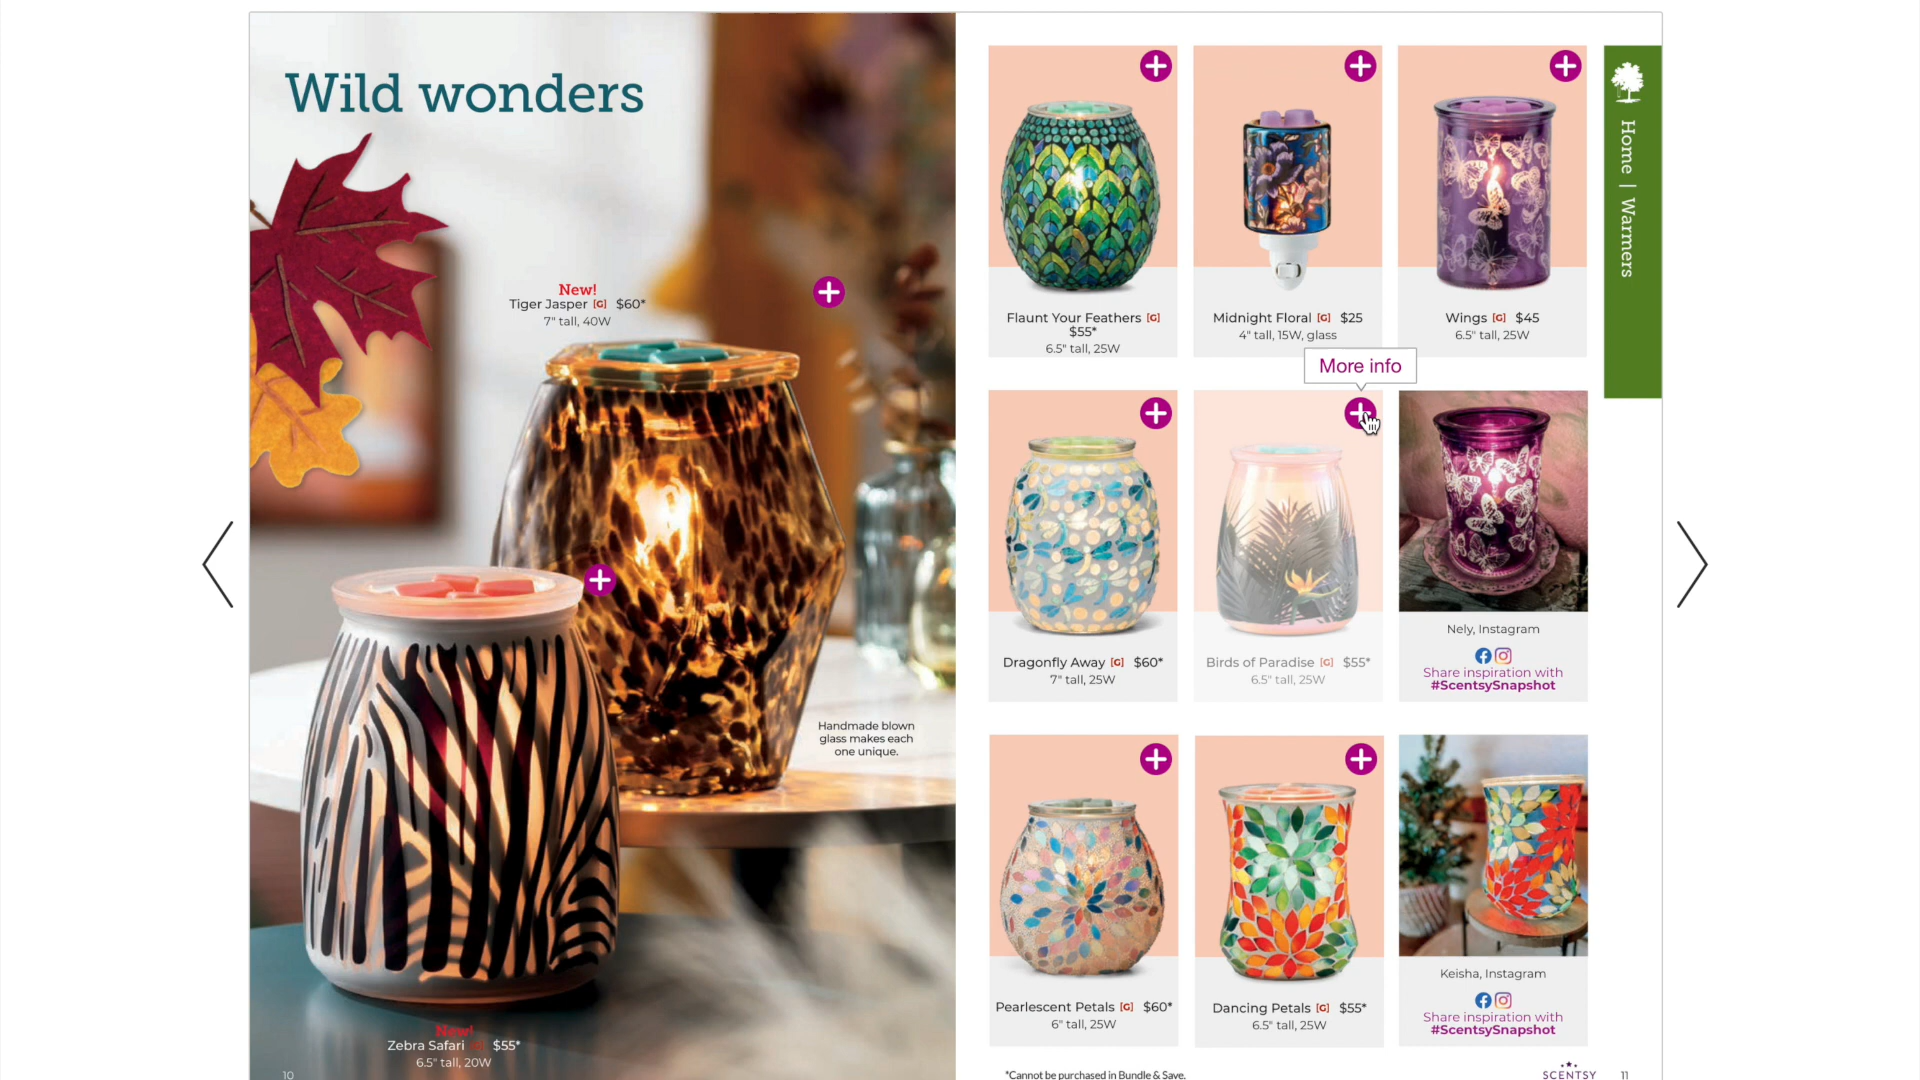 Wild wonders
New!
Tiger Jasper [G] $60*
7" tall, 40W
Handmade blown
glass makes each
one unique.
New!
Zebra Safari [G] $55*
6.5" tall, 20W
10
Flaunt Your Feathers [G]
$55*
6.5" tall, 25W
Midnight Floral [G] $25
4" tall, 15W, glass
Wings [G] $45
6.5" tall, 25W
Home | Warmers
More info
Dragonfly Away [G] $60*
7" tall, 25W
Birds of Paradise [G] $55*
6.5" tall, 25W
Nely, Instagram
Share inspiration with
#ScentsySnapshot
Pearlescent Petals [G] $60*
6" tall, 25W
Dancing Petals [G] $55*
6.5" tall, 25W
Keisha, Instagram
Share inspiration with
#ScentsySnapshot
*Cannot be purchased in Bundle & Save.
SCENTSY 11